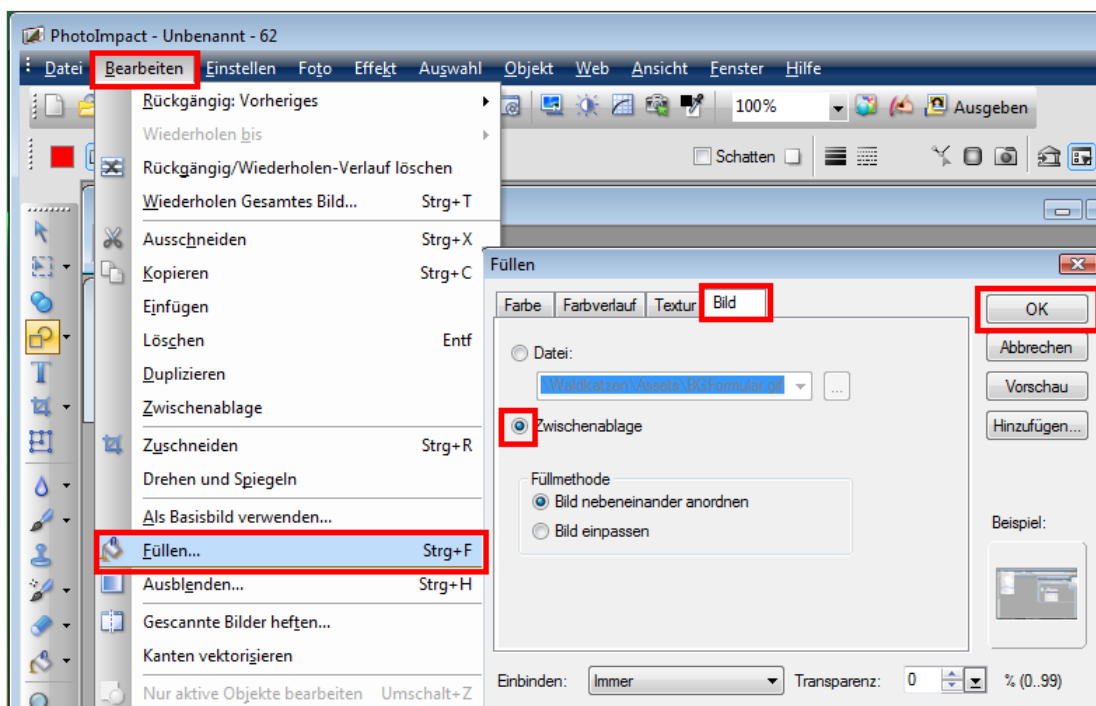 PhotoImpact - Unbenannt - 62
Datei Bearbeiten Einstellen Foto Effekt Auswahl Objekt Web Ansicht Fenster Hilfe
Rückgängig: Vorheriges
100% Ausgeben
Wiederholen bis
Rückgängig/Wiederholen-Verlauf löschen
Schatten
Wiederholen Gesamtes Bild... Strg+T
Ausschneiden Strg+X
Kopieren Strg+C
Einfügen
Löschen Entf
Duplizieren
Zwischenablage
Zuschneiden Strg+R
Drehen und Spiegeln
Als Basisbild verwenden...
Füllen... Strg+F
Ausblenden... Strg+H
Gescannte Bilder heften...
Kanten vektorisieren
Nur aktive Objekte bearbeiten Umschalt+Z
Füllen
Farbe Farbverlauf Textur Bild
OK
Datei:
Abbrechen
\Waldkatzen\Assets\BGFormular.gif ...
Vorschau
Zwischenablage
Hinzufügen...
Füllmethode
Bild nebeneinander anordnen
Bild einpassen
Beispiel:
Einbinden: Immer Transparenz: 0 % (0..99)